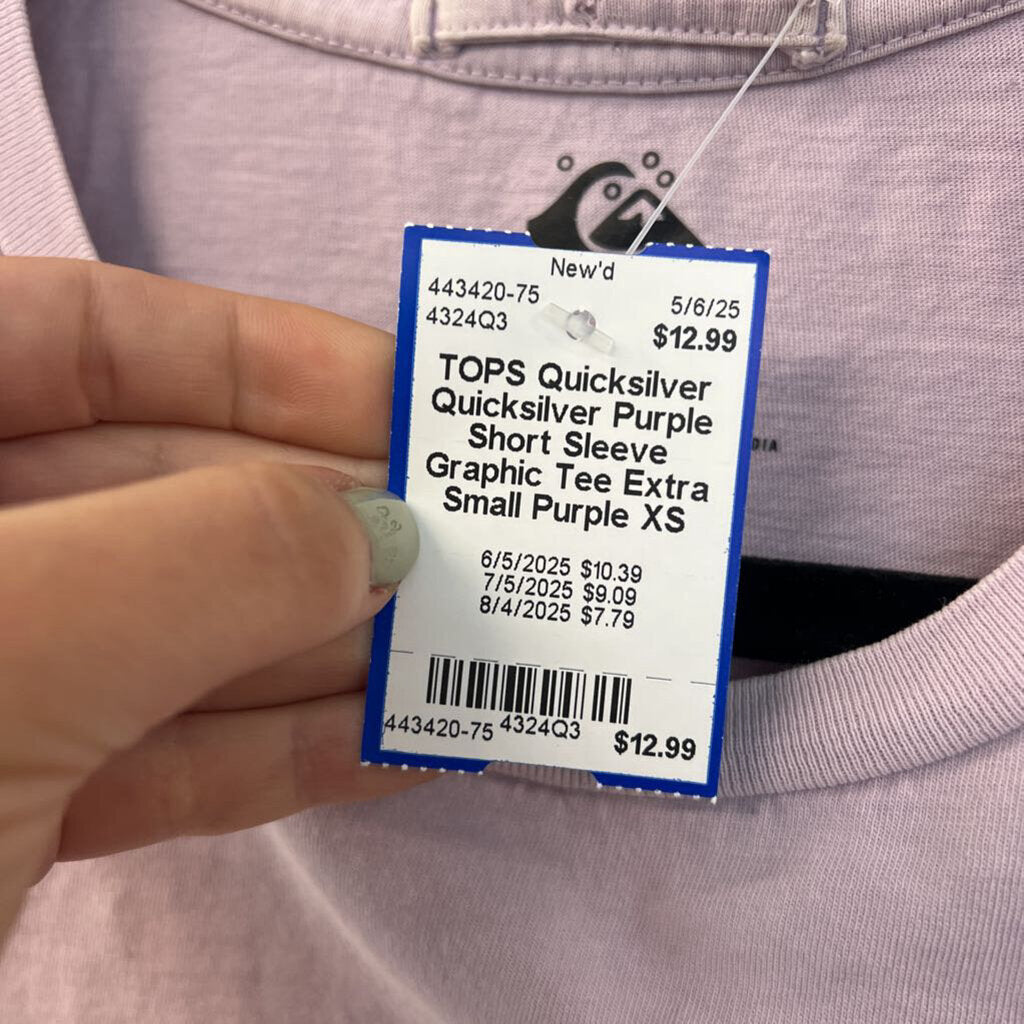 New'd
443420-75
5/6/25
4324Q3
$12.99
TOPS Quicksilver
Quicksilver Purple
Short Sleeve
Graphic Tee Extra
Small Purple XS
6/5/2025 $10.39
7/5/2025 $9.09
8/4/2025 $7.79
443420-75 4324Q3 $12.99